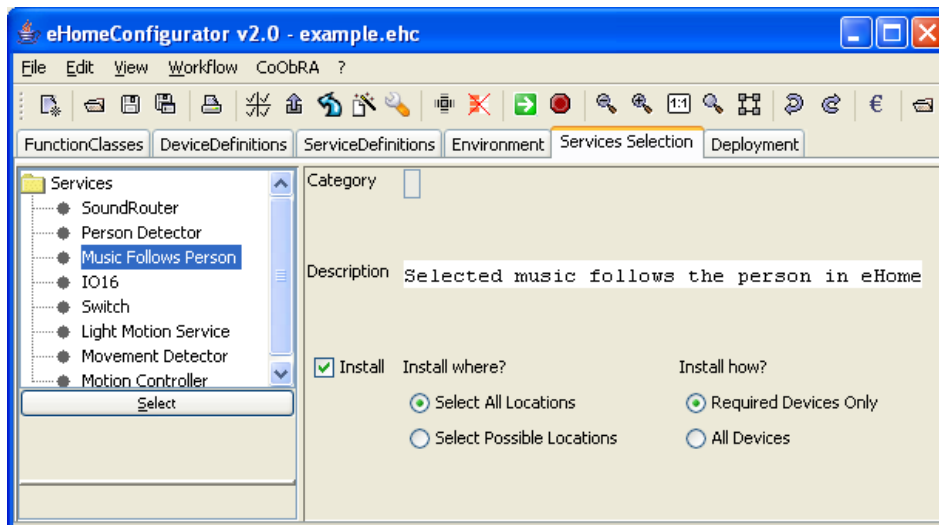 eHomeConfigurator v2.0 - example.ehc
File Edit View Workflow CoObRA ?
1:1 €
FunctionClasses DeviceDefinitions ServiceDefinitions Environment Services Selection Deployment
Services
SoundRouter
Person Detector
Music Follows Person
IO16
Switch
Light Motion Service
Movement Detector
Motion Controller
Select
Category
Description Selected music follows the person in eHome
Install Install where? Install how?
Select All Locations Required Devices Only
Select Possible Locations All Devices